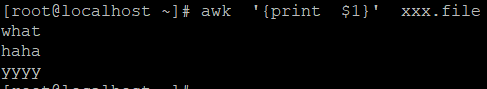 [root@localhost ~]# awk  '{print  $1}'  xxx.file
what
haha
yyyy